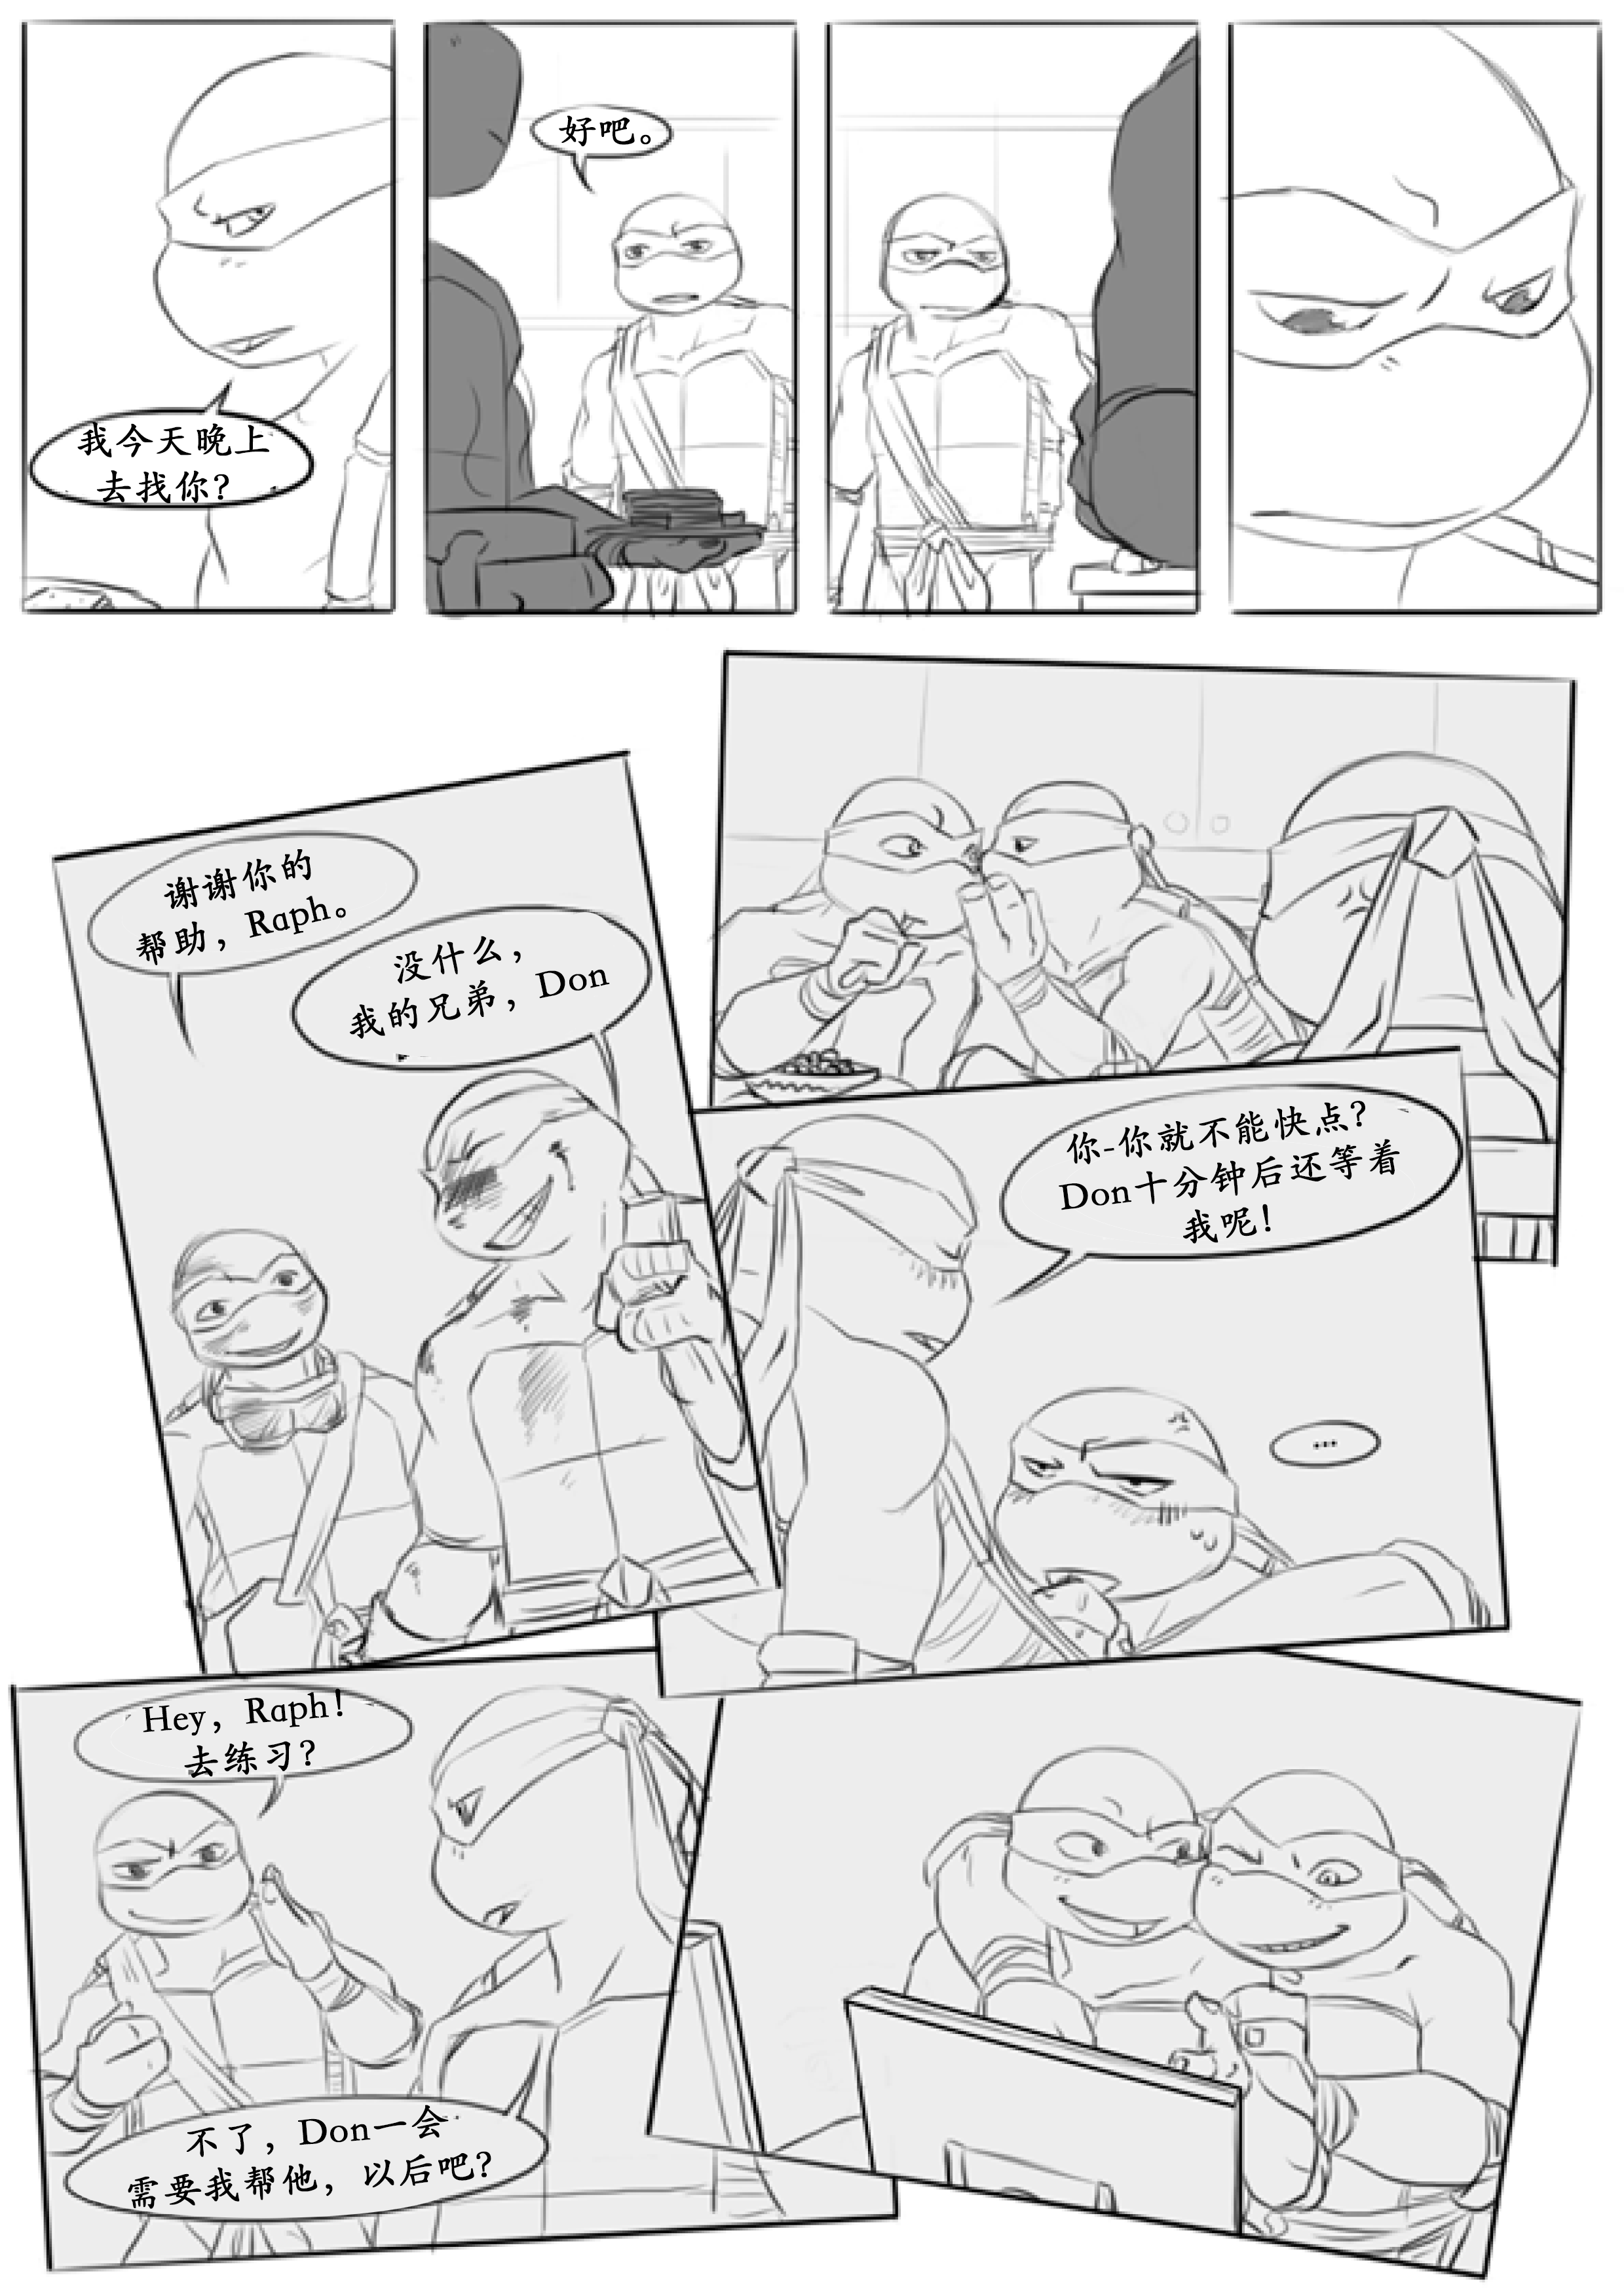 我今天晚上
去找你？
好吧。
谢谢你的
帮助，Raph。
没什么，
我的兄弟，Don
你-你就不能快点？
Don十分钟后还等着
我呢！
...
Hey，Raph！
去练习？
不了，Don一会
需要我帮他，以后吧？